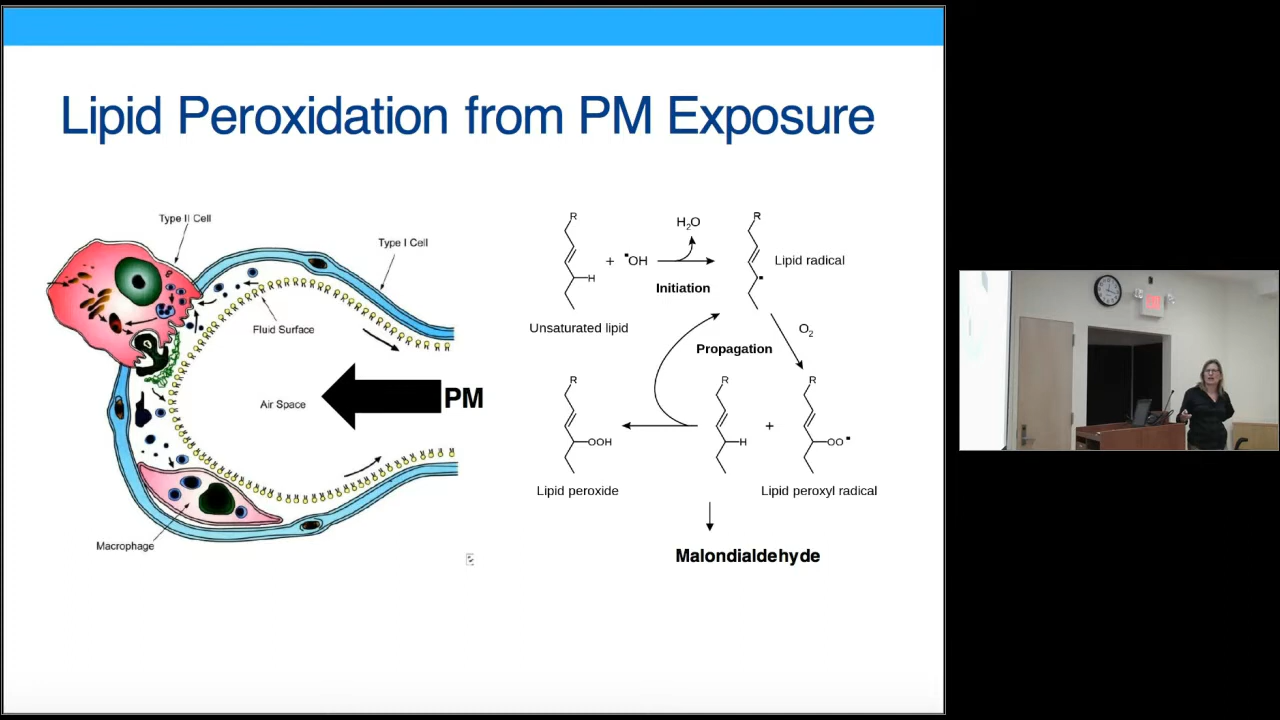 Lipid Peroxidation from PM Exposure
Type II Cell
Type I Cell
Fluid Surface
Air Space
PM
Macrophage
R
H
Unsaturated lipid
+
•OH
H₂O
Initiation
R
•
Lipid radical
O₂
Propagation
R
OOH
Lipid peroxide
R
H
+
R
OO•
Lipid peroxyl radical
Malondialdehyde